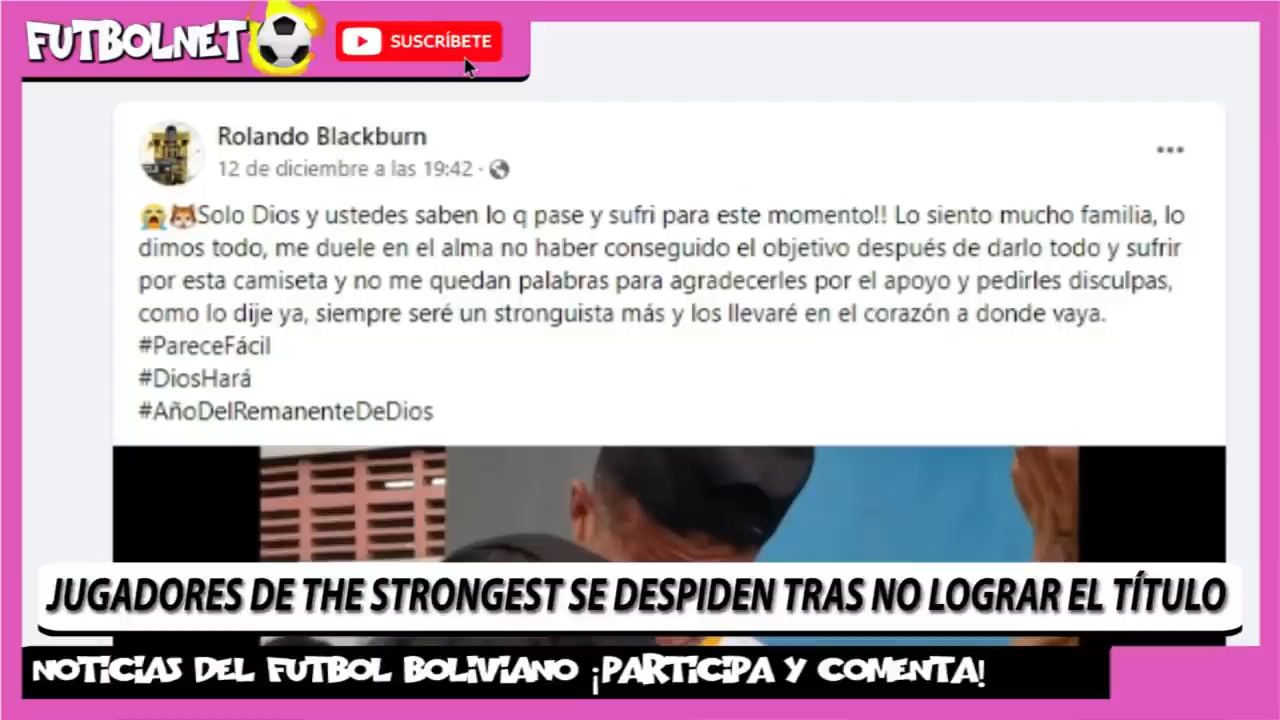 FUTBOLNET
SUSCRÍBETE
Rolando Blackburn
12 de diciembre a las 19:42 ·
😭🐯Solo Dios y ustedes saben lo q pase y sufri para este momento!! Lo siento mucho familia, lo
dimos todo, me duele en el alma no haber conseguido el objetivo después de darlo todo y sufrir
por esta camiseta y no me quedan palabras para agradecerles por el apoyo y pedirles disculpas,
como lo dije ya, siempre seré un stronguista más y los llevaré en el corazón a donde vaya.
#PareceFácil
#DiosHará
#AñoDelRemanenteDeDios
JUGADORES DE THE STRONGEST SE DESPIDEN TRAS NO LOGRAR EL TÍTULO
NOTICIAS DEL FUTBOL BOLIVIANO ¡PARTICIPA Y COMENTA!